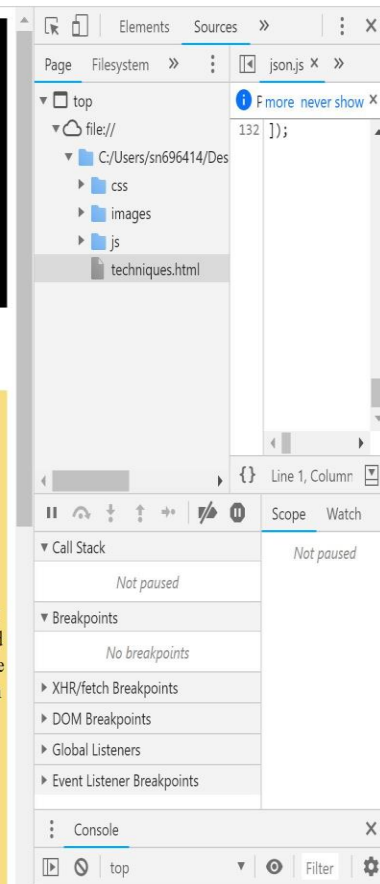 Elements Sources »
Page Filesystem »
json.js × »
top
F more never show ×
file://
132 ]);
C:/Users/sn696414/Des
css
images
js
techniques.html
{} Line 1, Column
Scope Watch
Call Stack
Not paused
Not paused
Breakpoints
No breakpoints
XHR/fetch Breakpoints
DOM Breakpoints
Global Listeners
Event Listener Breakpoints
Console
top
Filter